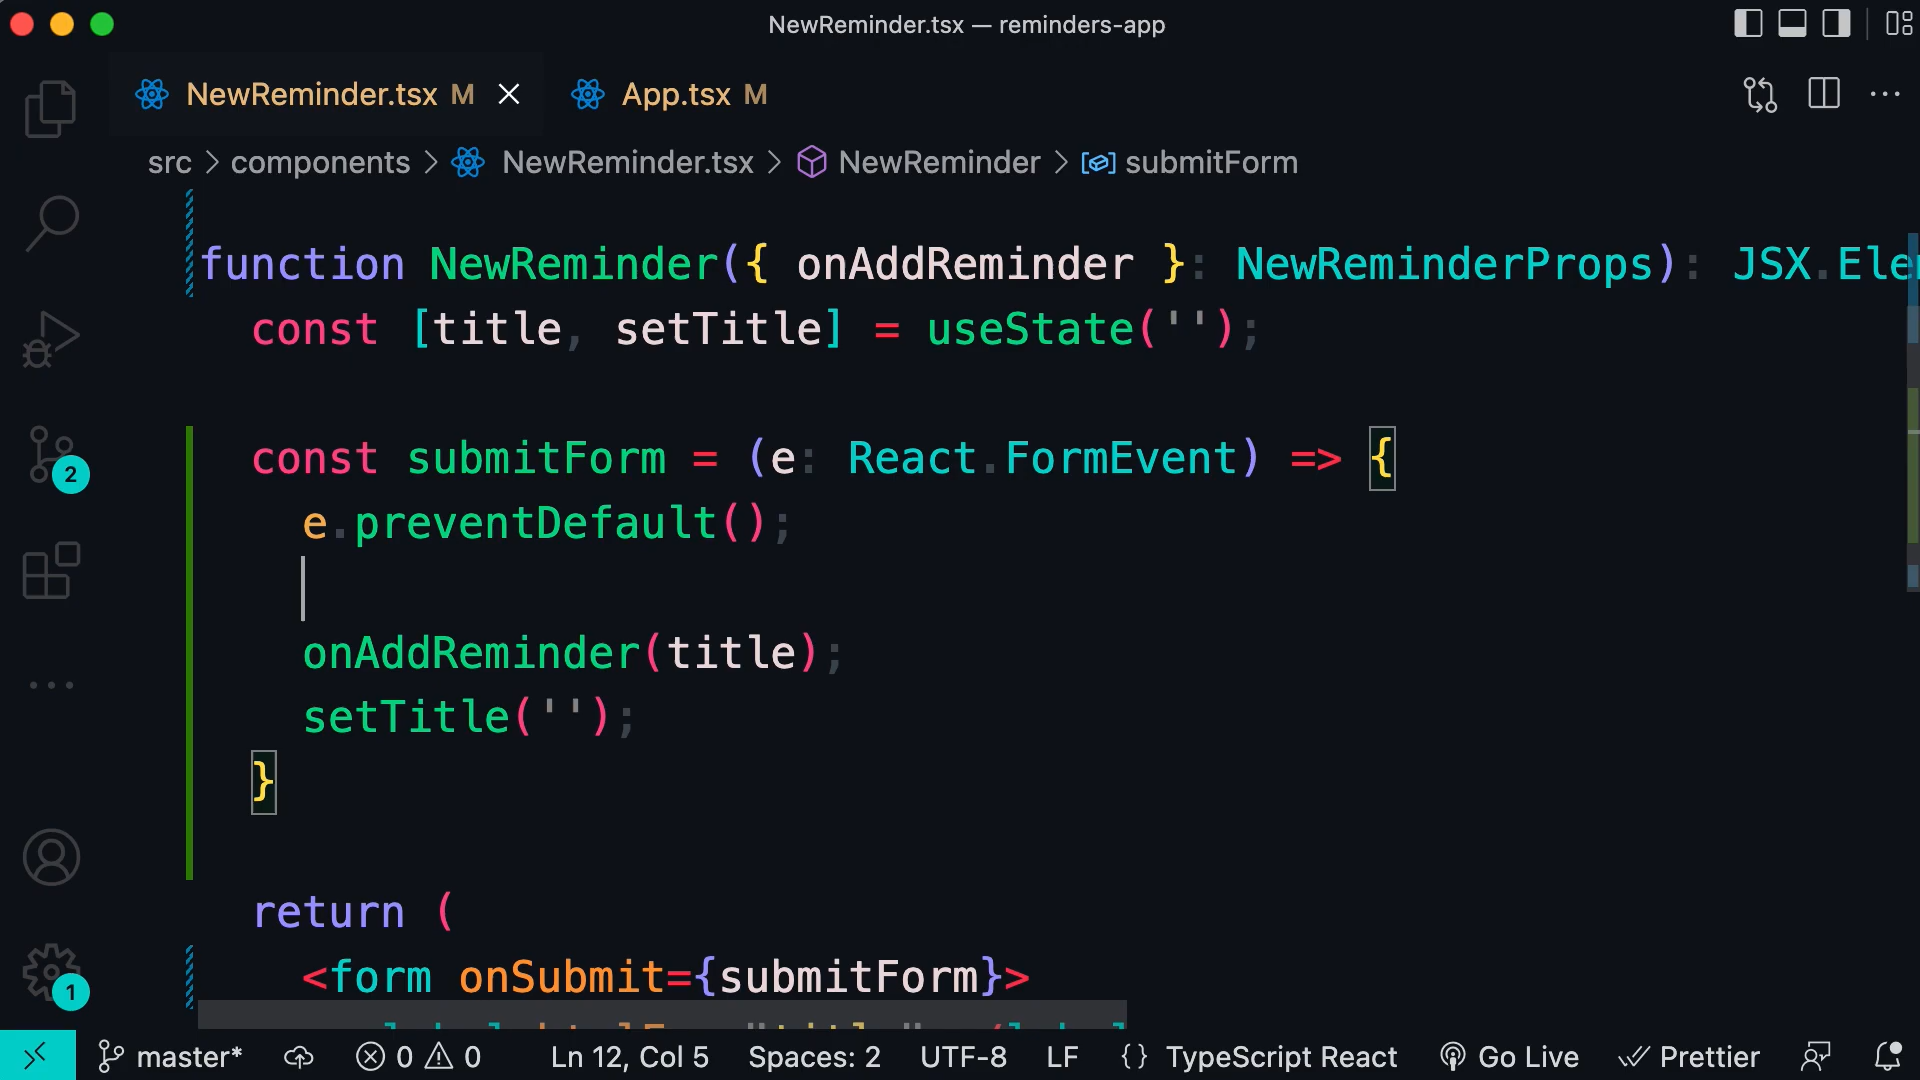 NewReminder.tsx — reminders-app
NewReminder.tsx M App.tsx M
src > components > NewReminder.tsx > NewReminder > submitForm
function NewReminder({ onAddReminder }: NewReminderProps): JSX.Ele
const [title, setTitle] = useState('');
const submitForm = (e: React.FormEvent) => {
e.preventDefault();
onAddReminder(title);
setTitle('');
}
return (
<form onSubmit={submitForm}>
2
1
master* 0 0 Ln 12, Col 5 Spaces: 2 UTF-8 LF {} TypeScript React Go Live Prettier